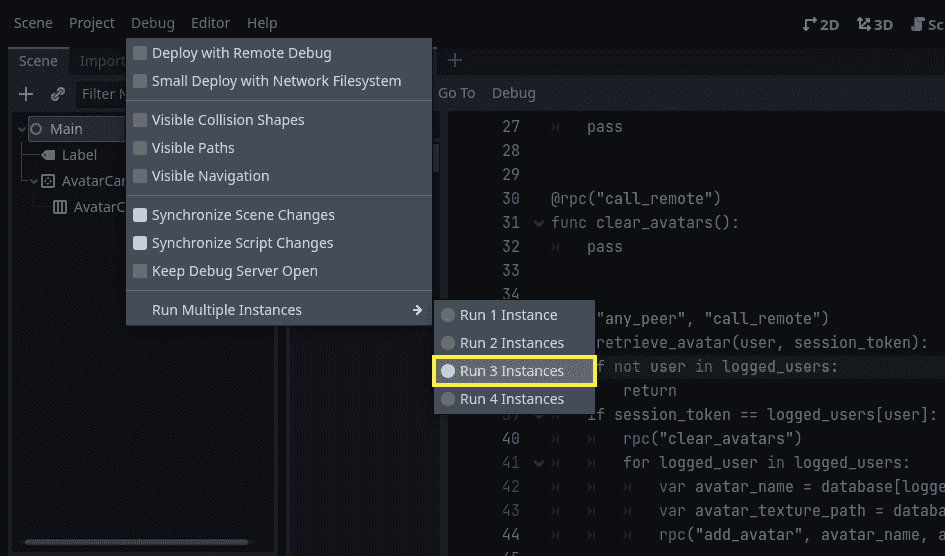 Scene Project Debug Editor Help
2D 3D Sc
Scene Import
Deploy with Remote Debug
Small Deploy with Network Filesystem
Visible Collision Shapes
Visible Paths
Visible Navigation
Synchronize Scene Changes
Synchronize Script Changes
Keep Debug Server Open
Run Multiple Instances
Run 1 Instance
Run 2 Instances
Run 3 Instances
Run 4 Instances
Filter N
Main
Label
AvatarCar
AvatarC
Go To Debug
27 pass
28
29
30 @rpc("call_remote")
31 func clear_avatars():
32 pass
33
34
"any_peer", "call_remote")
retrieve_avatar(user, session_token):
f not user in logged_users:
return
if session_token == logged_users[user]:
40 rpc("clear_avatars")
41 for logged_user in logged_users:
42 var avatar_name = database[logge
43 var avatar_texture_path = databa
44 rpc("add_avatar", avatar_name, a